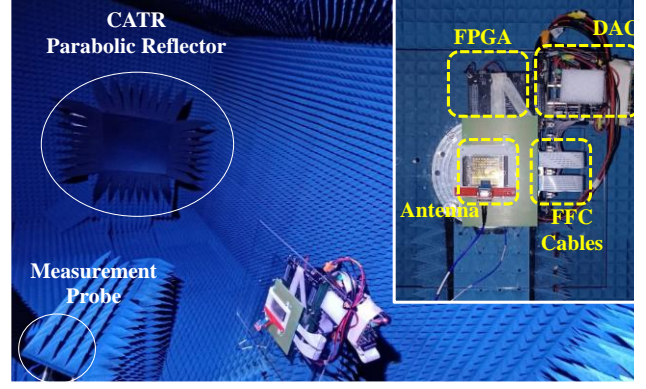 CATR
Parabolic Reflector
FPGA
DAC
Antenna
FFC
Cables
Measurement
Probe